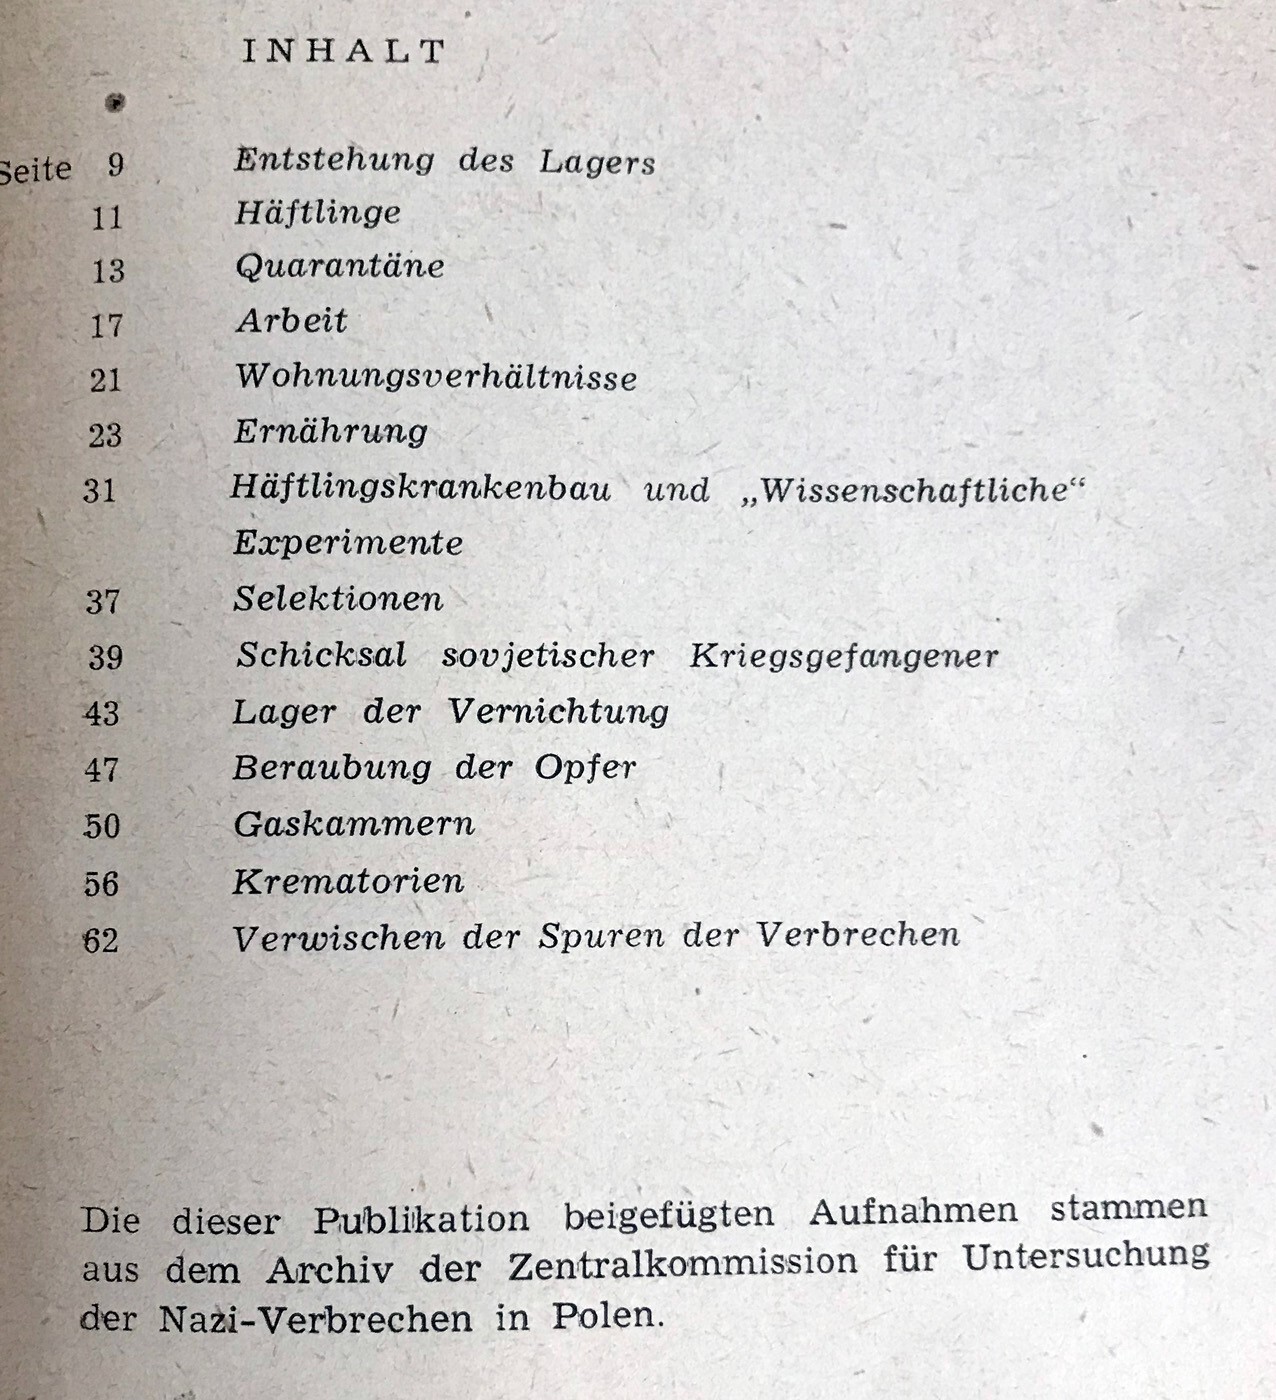 INHALT
Seite 9 Entstehung des Lagers
11 Häftlinge
13 Quarantäne
17 Arbeit
21 Wohnungsverhältnisse
23 Ernährung
31 Häftlingskrankenbau und „Wissenschaftliche“
Experimente
37 Selektionen
39 Schicksal sovjetischer Kriegsgefangener
43 Lager der Vernichtung
47 Beraubung der Opfer
50 Gaskammern
56 Krematorien
62 Verwischen der Spuren der Verbrechen
Die dieser Publikation beigefügten Aufnahmen stammen
aus dem Archiv der Zentralkommission für Untersuchung
der Nazi-Verbrechen in Polen.